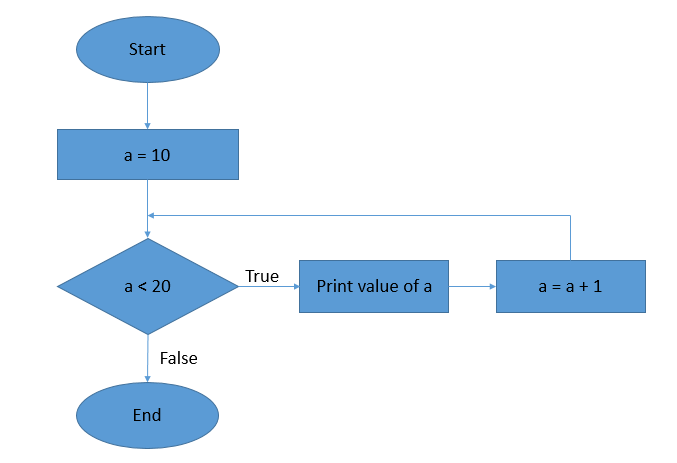 Start
a = 10
a < 20
True
Print value of a
a = a + 1
False
End